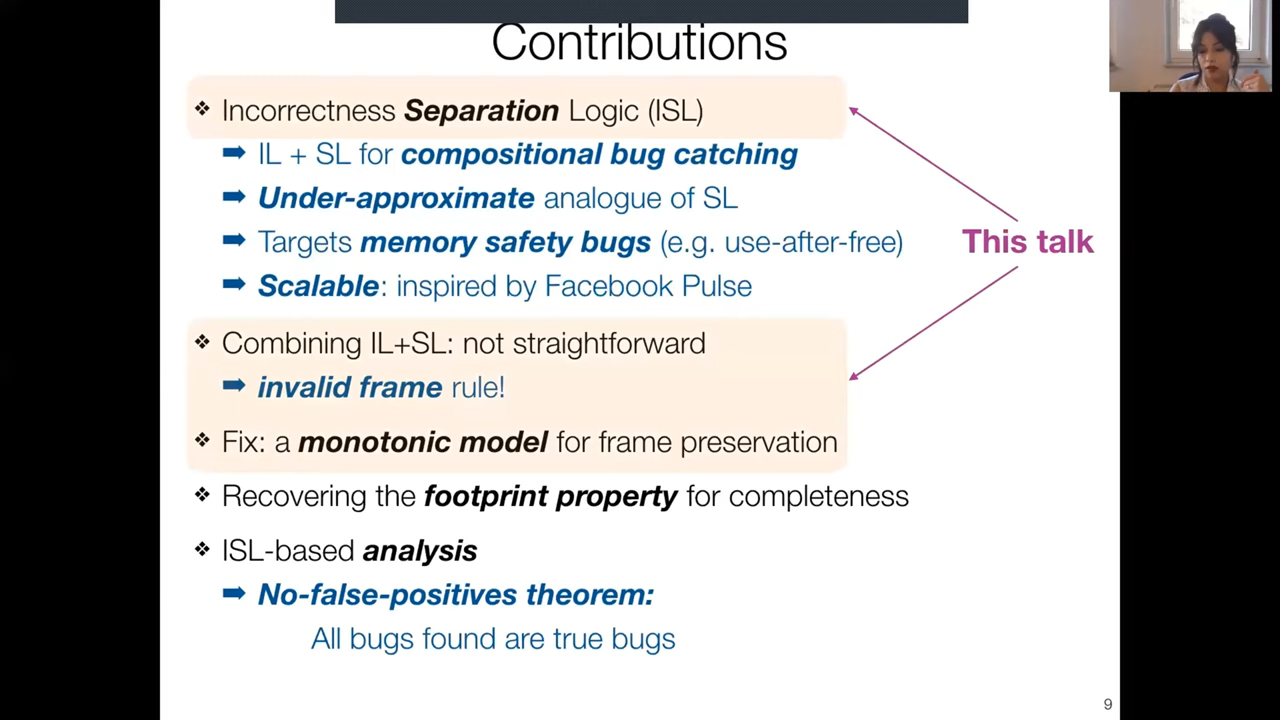 Contributions
❖ Incorrectness Separation Logic (ISL)
➡ IL + SL for compositional bug catching
➡ Under-approximate analogue of SL
➡ Targets memory safety bugs (e.g. use-after-free)
➡ Scalable: inspired by Facebook Pulse
This talk
❖ Combining IL+SL: not straightforward
➡ invalid frame rule!
❖ Fix: a monotonic model for frame preservation
❖ Recovering the footprint property for completeness
❖ ISL-based analysis
➡ No-false-positives theorem:
All bugs found are true bugs
9